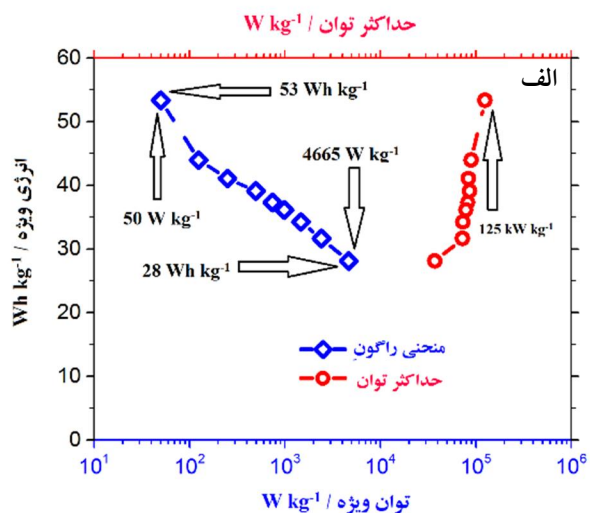 حداکثر توان / W kg⁻¹
الف
60
50
40
30
20
10
0
انرژی ویژه / Wh kg⁻¹
53 Wh kg⁻¹
50 W kg⁻¹
4665 W kg⁻¹
28 Wh kg⁻¹
125 kW kg⁻¹
منحنی راگون
حداکثر توان
10¹ 10² 10³ 10⁴ 10⁵ 10⁶
توان ویژه / W kg⁻¹